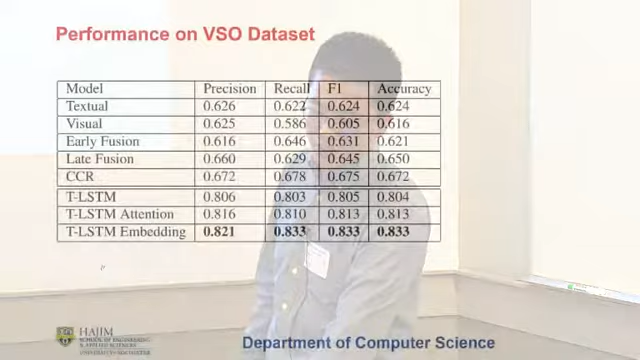 Performance on VSO Dataset
Model Precision Recall F1 Accuracy
Textual 0.626 0.622 0.624 0.624
Visual 0.625 0.586 0.605 0.616
Early Fusion 0.616 0.646 0.631 0.621
Late Fusion 0.660 0.629 0.645 0.650
CCR 0.672 0.678 0.675 0.672
T-LSTM 0.806 0.803 0.805 0.804
T-LSTM Attention 0.816 0.810 0.813 0.813
T-LSTM Embedding 0.821 0.833 0.833 0.833
HAJIM
SCHOOL OF ENGINEERING
& APPLIED SCIENCES
UNIVERSITY of ROCHESTER
Department of Computer Science